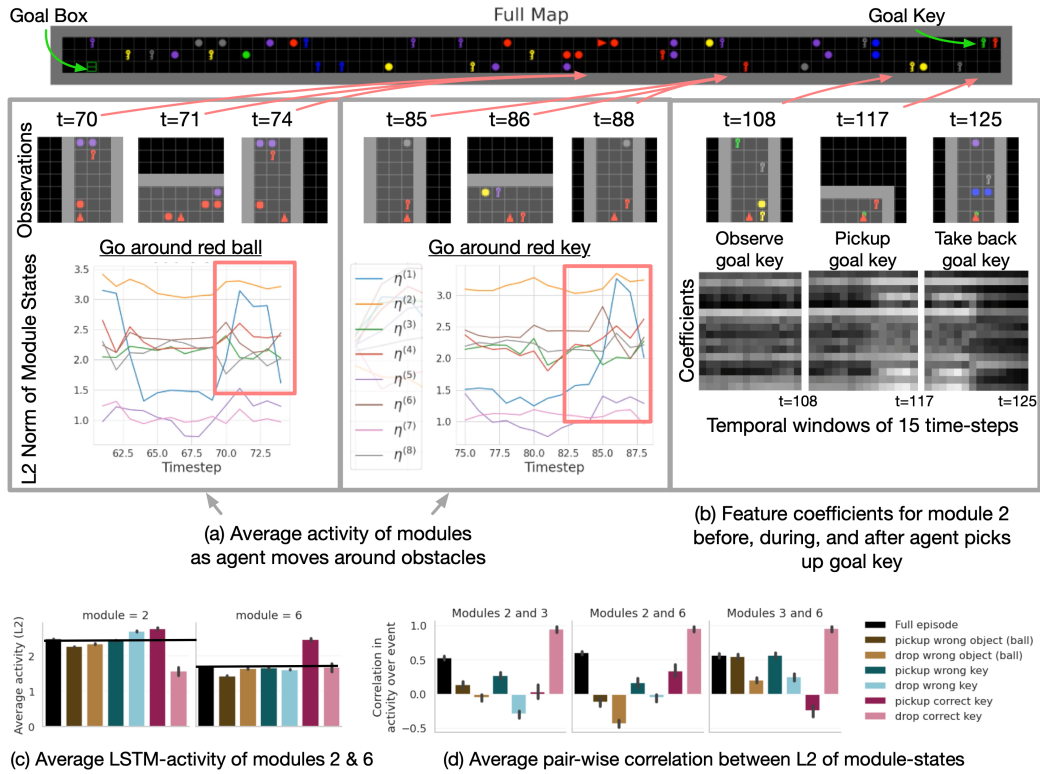 Goal Box
Full Map
Goal Key
Observations
t=70
t=71
t=74
t=85
t=86
t=88
t=108
t=117
t=125
Go around red ball
Go around red key
Observe
goal key
Pickup
goal key
Take back
goal key
L2 Norm of Module States
3.5
3.0
2.5
2.0
1.5
1.0
62.5
65.0
67.5
70.0
72.5
Timestep
η(1)
η(2)
η(3)
η(4)
η(5)
η(6)
η(7)
η(8)
3.0
2.5
2.0
1.5
1.0
75.0
77.5
80.0
82.5
85.0
87.5
Timestep
Coefficients
t=108
t=117
t=125
Temporal windows of 15 time-steps
(a) Average activity of modules
as agent moves around obstacles
(b) Feature coefficients for module 2
before, during, and after agent picks
up goal key
module = 2
module = 6
Average activity (L2)
2
1
0
(c) Average LSTM-activity of modules 2 & 6
Modules 2 and 3
Modules 2 and 6
Modules 3 and 6
Correlation in
activity over event
1.0
0.5
0.0
−0.5
Full episode
pickup wrong object (ball)
drop wrong object (ball)
pickup wrong key
drop wrong key
pickup correct key
drop correct key
(d) Average pair-wise correlation between L2 of module-states